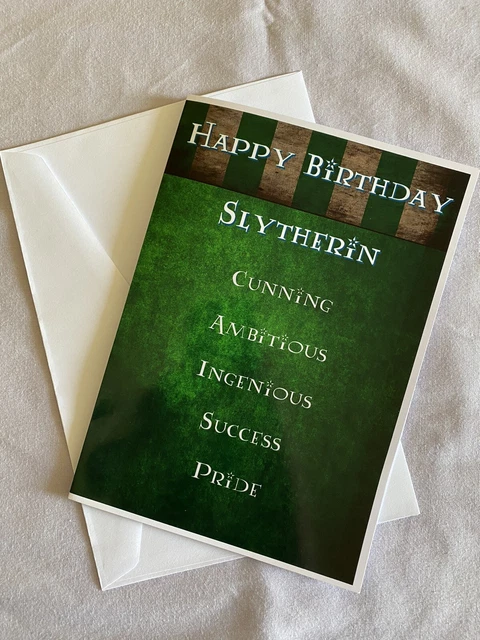 Happy Birthday
Slytherin
Cunning
Ambitious
Ingenious
Success
Pride